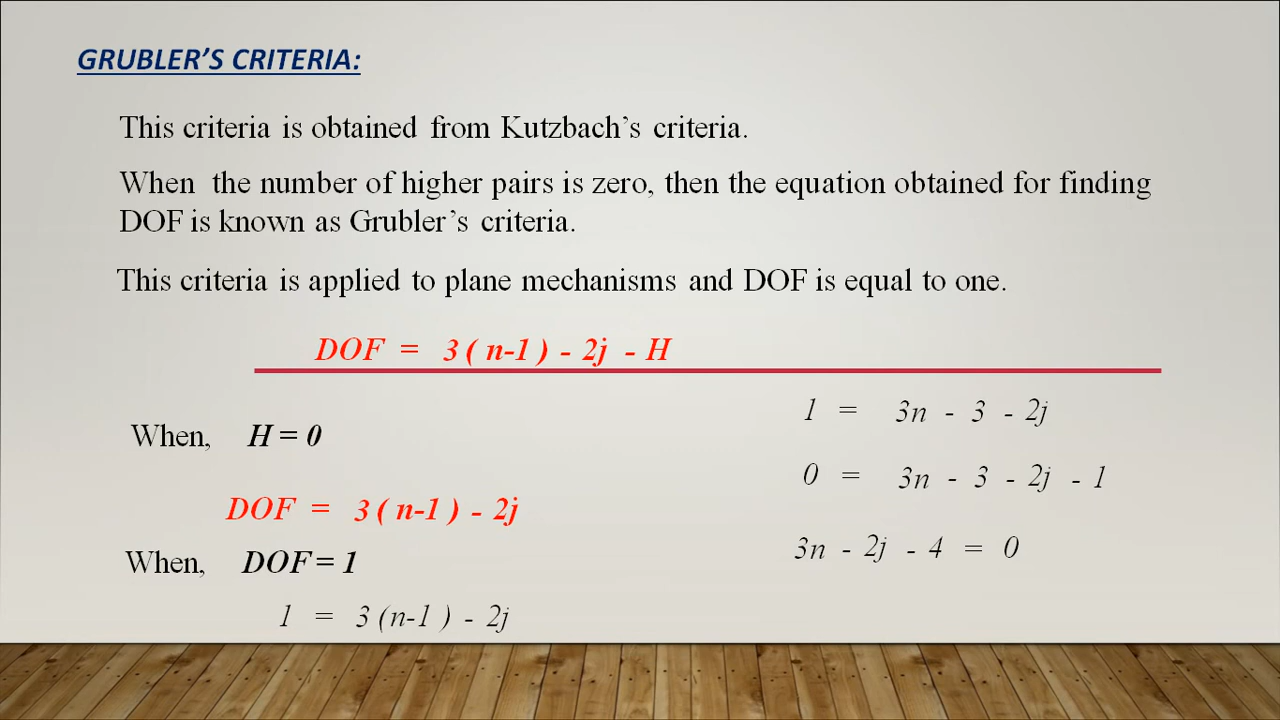 GRUBLER’S CRITERIA:
This criteria is obtained from Kutzbach’s criteria.
When the number of higher pairs is zero, then the equation obtained for finding
DOF is known as Grubler’s criteria.
This criteria is applied to plane mechanisms and DOF is equal to one.
DOF = 3 ( n-1 ) - 2j - H
When, H = 0
DOF = 3 ( n-1 ) - 2j
When, DOF = 1
1 = 3 (n-1 ) - 2j
1 = 3n - 3 - 2j
0 = 3n - 3 - 2j - 1
3n - 2j - 4 = 0